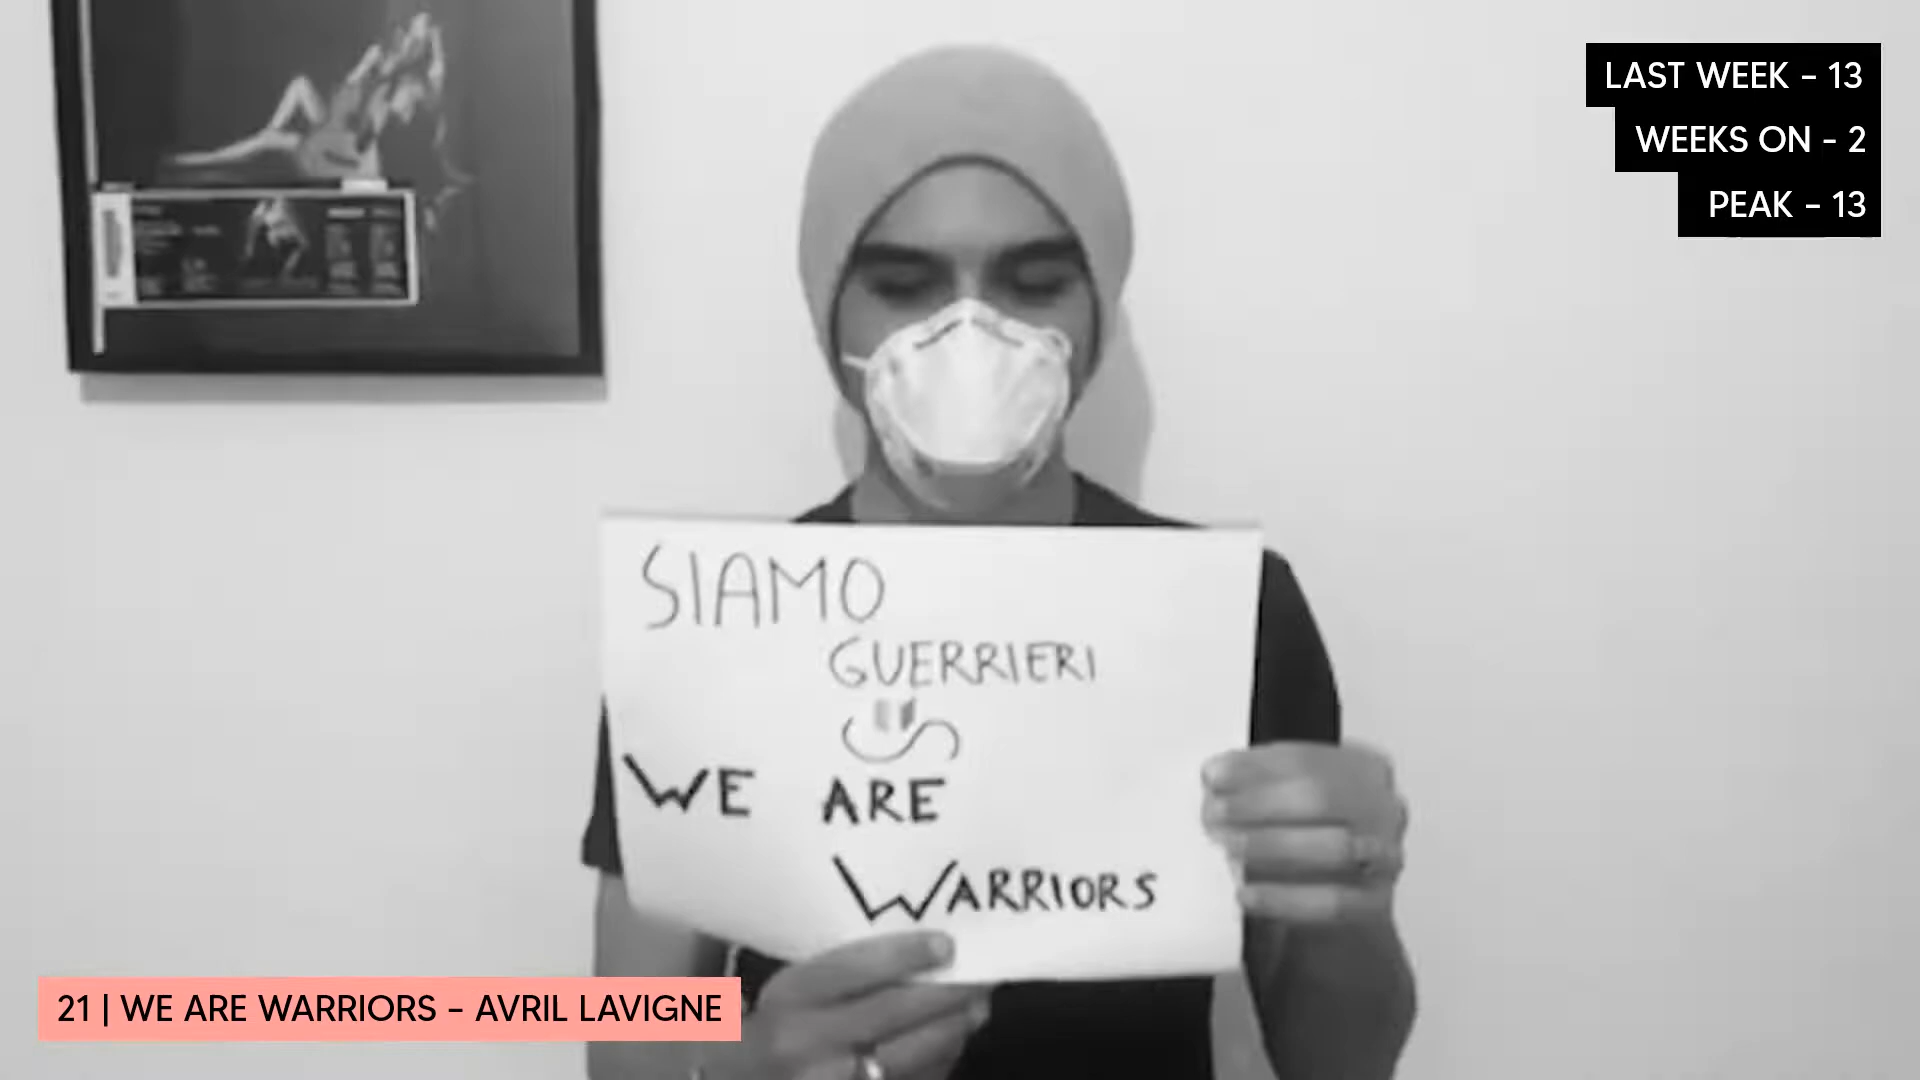 LAST WEEK - 13
WEEKS ON - 2
PEAK - 13
SIAMO
GUERRIERI
WE ARE
WARRIORS
21 | WE ARE WARRIORS - AVRIL LAVIGNE